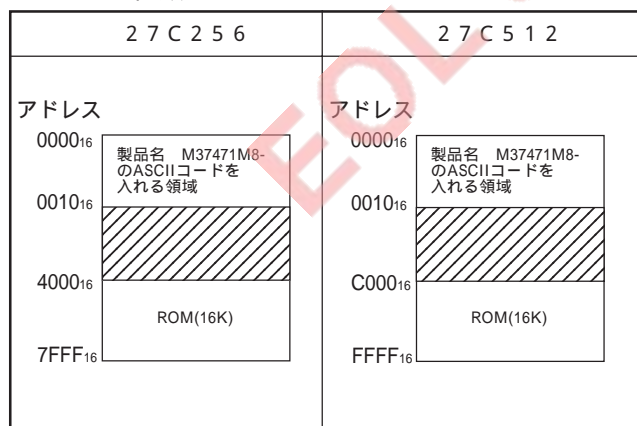 27C256
27C512
アドレス
0000₁₆
製品名 M37471M8-
のASCIIコードを
入れる領域
0010₁₆
4000₁₆
ROM(16K)
7FFF₁₆
アドレス
0000₁₆
製品名 M37471M8-
のASCIIコードを
入れる領域
0010₁₆
C000₁₆
ROM(16K)
FFFF₁₆
EOL